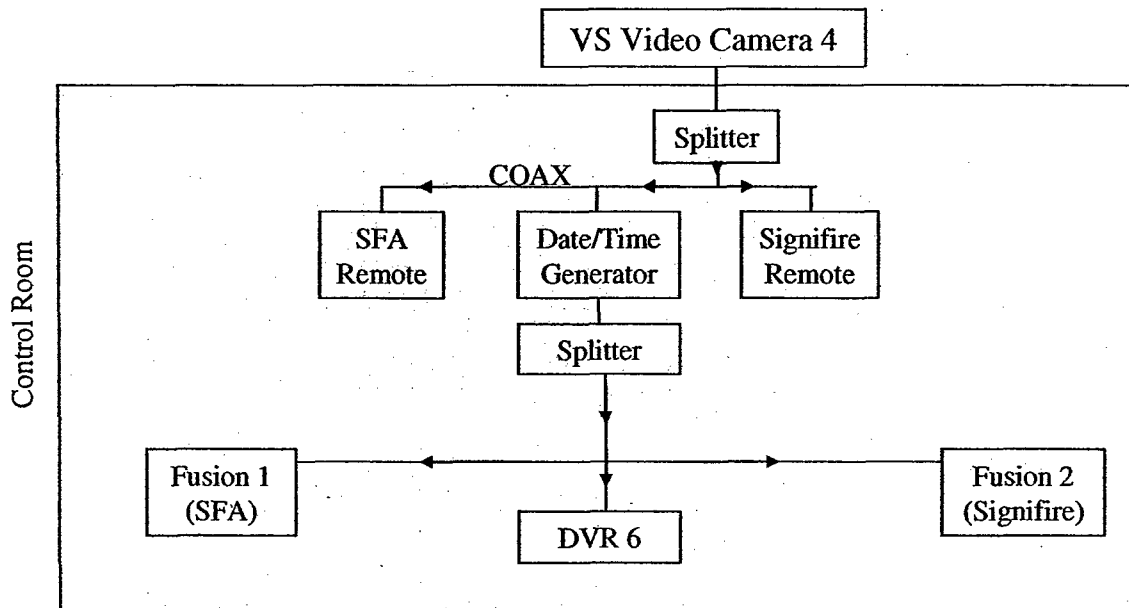 VS Video Camera 4
Splitter
COAX
SFA
Remote
Date/Time
Generator
Signifire
Remote
Splitter
Control Room
Fusion 1
(SFA)
Fusion 2
(Signifire)
DVR 6